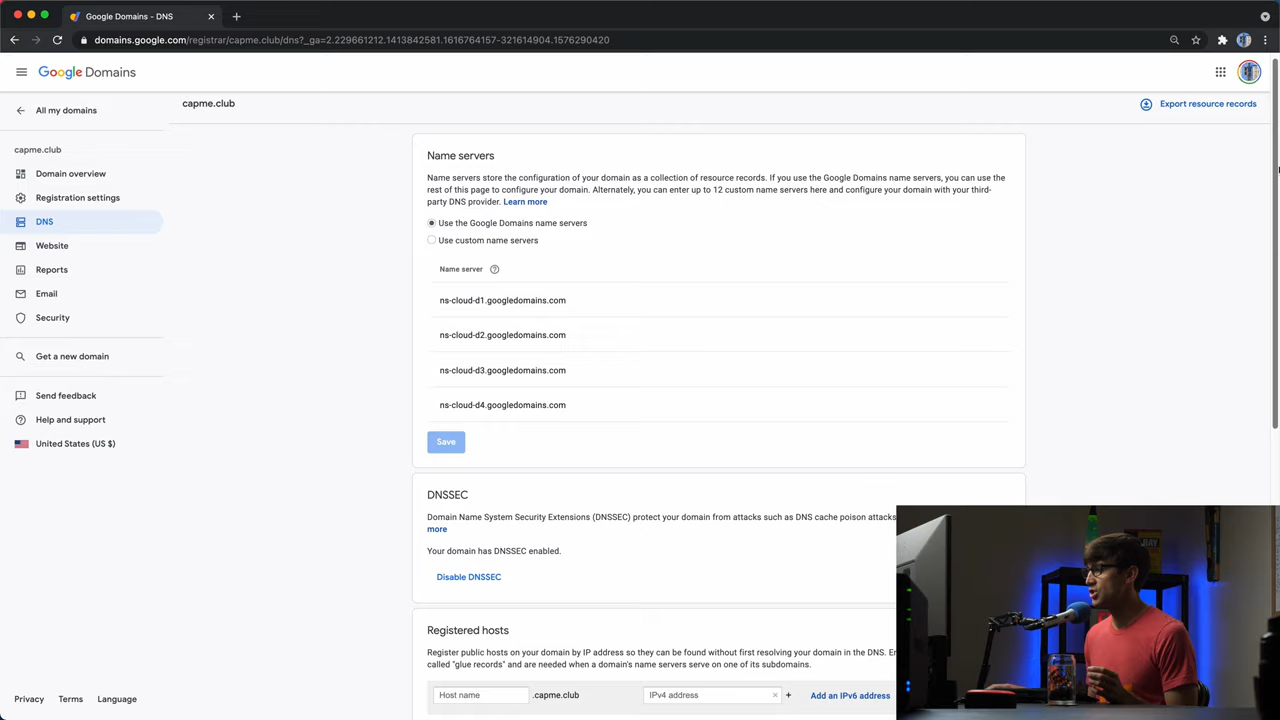 Google Domains - DNS
domains.google.com/registrar/capme.club/dns?_ga=2.229661212.1413842581.1616764157-321614904.1576290420
Google Domains
All my domains
capme.club
Export resource records
capme.club
Domain overview
Registration settings
DNS
Website
Reports
Email
Security
Get a new domain
Send feedback
Help and support
United States (US $)
Privacy Terms Language
Name servers
Name servers store the configuration of your domain as a collection of resource records. If you use the Google Domains name servers, you can use the
rest of this page to configure your domain. Alternately, you can enter up to 12 custom name servers here and configure your domain with your third-
party DNS provider. Learn more
Use the Google Domains name servers
Use custom name servers
Name server
ns-cloud-d1.googledomains.com
ns-cloud-d2.googledomains.com
ns-cloud-d3.googledomains.com
ns-cloud-d4.googledomains.com
Save
DNSSEC
Domain Name System Security Extensions (DNSSEC) protect your domain from attacks such as DNS cache poison attacks
more
Your domain has DNSSEC enabled.
Disable DNSSEC
Registered hosts
Register public hosts on your domain by IP address so they can be found without first resolving your domain in the DNS.
called "glue records" and are needed when a domain's name servers serve on one of its subdomains.
Host name .capme.club IPv4 address × + Add an IPv6 address